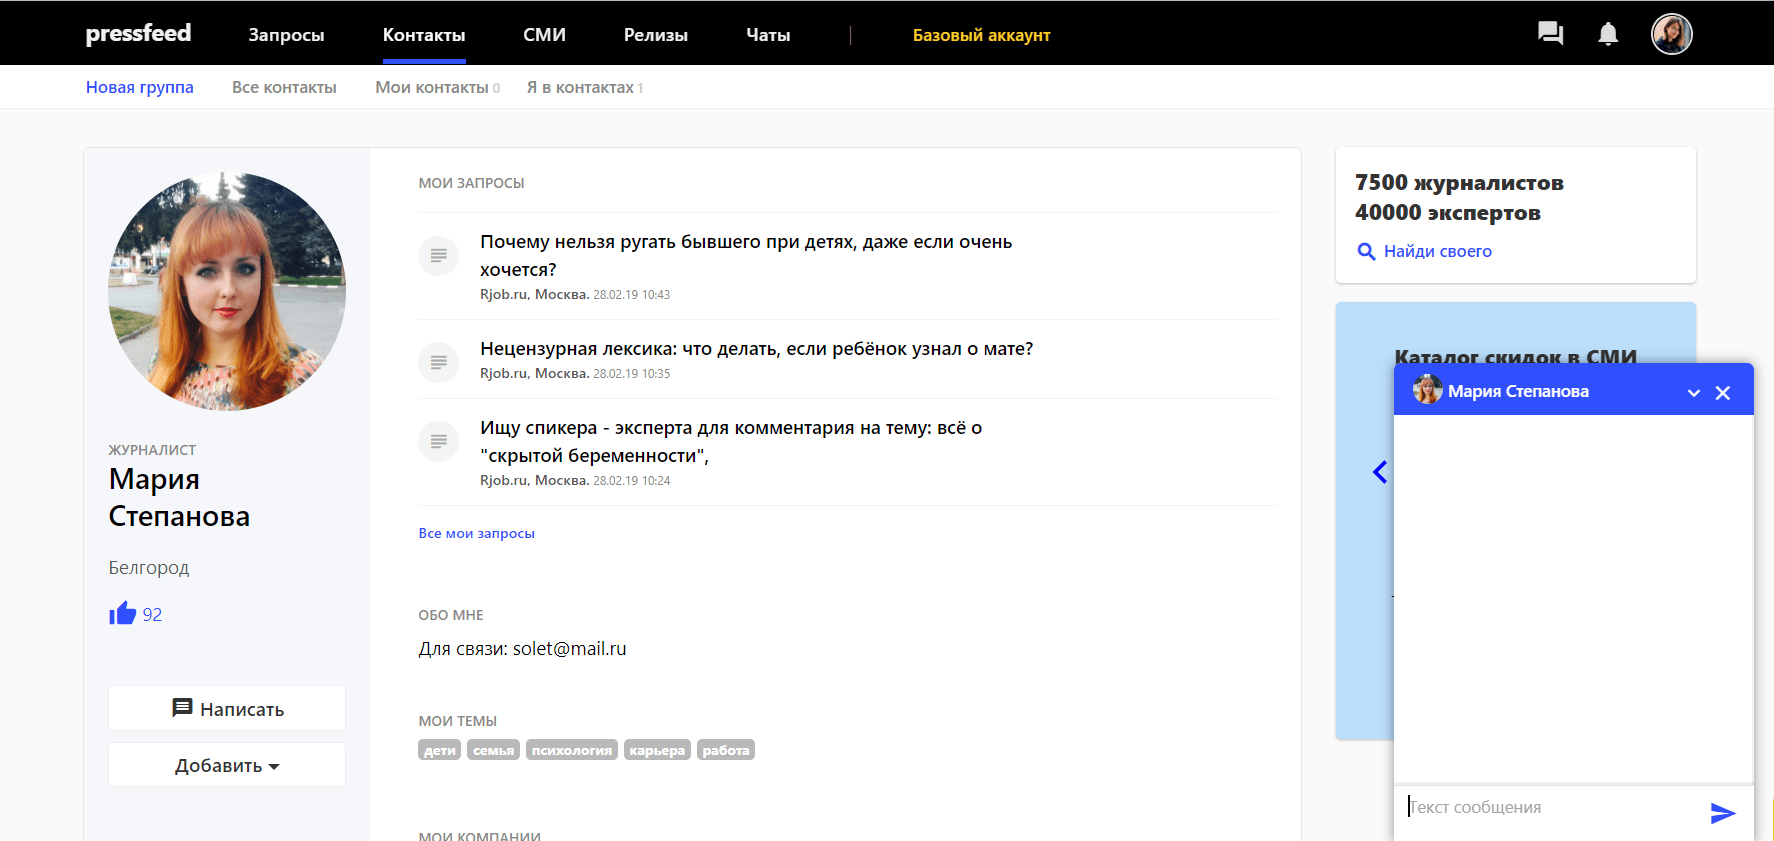 pressfeed
Запросы
Контакты
СМИ
Релизы
Чаты
Базовый аккаунт
Новая группа
Все контакты
Мои контакты 0
Я в контактах 1
ЖУРНАЛИСТ
Мария
Степанова
Белгород
92
Написать
Добавить
МОИ ЗАПРОСЫ
Почему нельзя ругать бывшего при детях, даже если очень
хочется?
Rjob.ru, Москва. 28.02.19 10:43
Нецензурная лексика: что делать, если ребёнок узнал о мате?
Rjob.ru, Москва. 28.02.19 10:35
Ищу спикера - эксперта для комментария на тему: всё о
"скрытой беременности",
Rjob.ru, Москва. 28.02.19 10:24
Все мои запросы
ОБО МНЕ
Для связи: solet@mail.ru
МОИ ТЕМЫ
дети семья психология карьера работа
МОИ КОМПАНИИ
7500 журналистов
40000 экспертов
Найди своего
Каталог скидок в СМИ
Мария Степанова
Текст сообщения